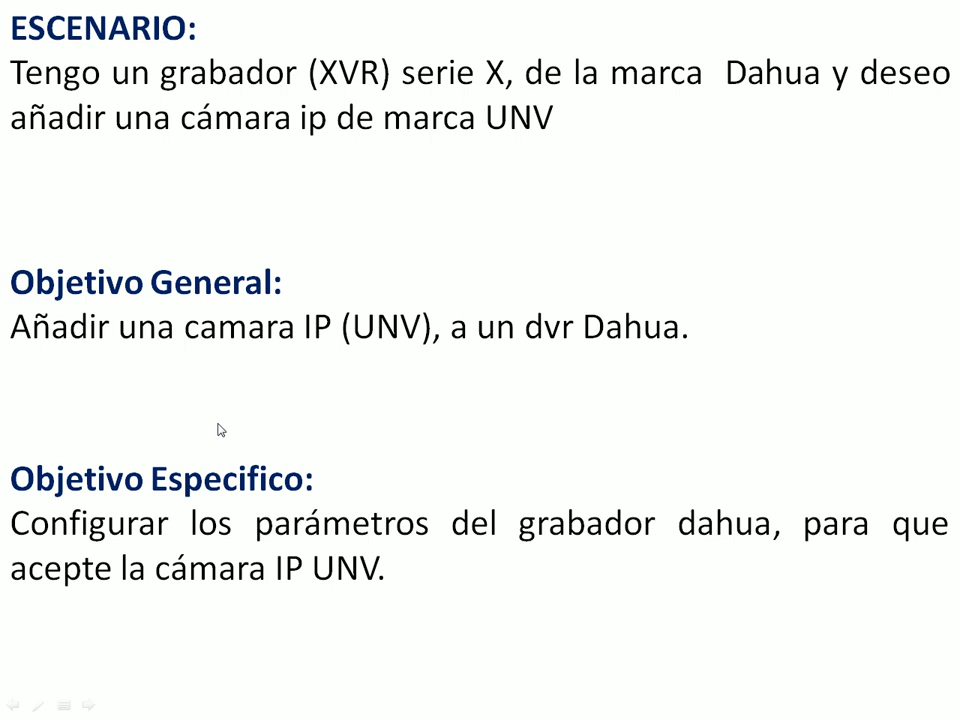 ESCENARIO:
Tengo un grabador (XVR) serie X, de la marca Dahua y deseo
añadir una cámara ip de marca UNV
Objetivo General:
Añadir una camara IP (UNV), a un dvr Dahua.
Objetivo Especifico:
Configurar los parámetros del grabador dahua, para que
acepte la cámara IP UNV.